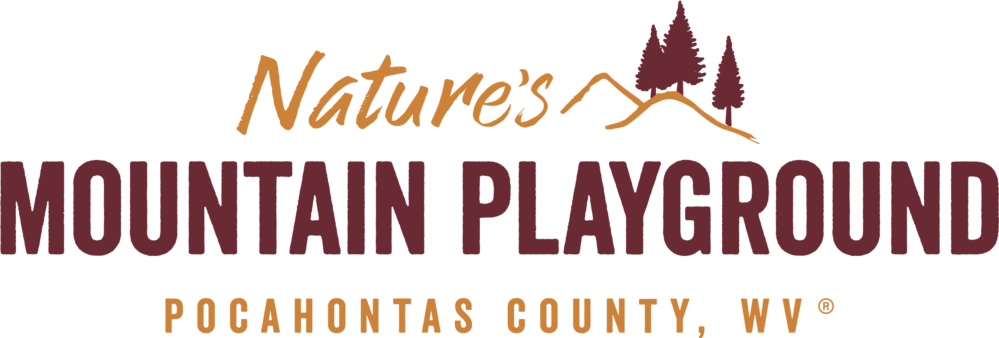 Nature's
MOUNTAIN PLAYGROUND
POCAHONTAS COUNTY, WV®